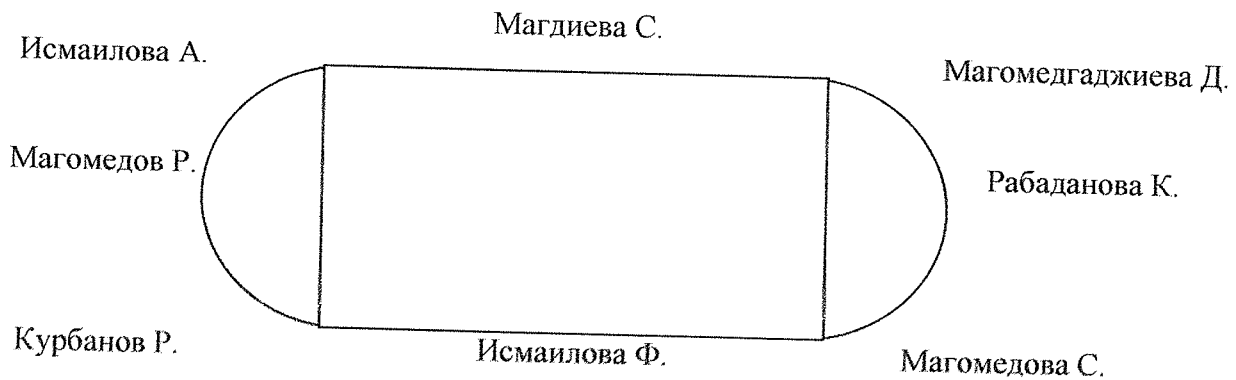 Магдиева С.
Исмаилова А.
Магомедгаджиева Д.
Магомедов Р.
Рабаданова К.
Курбанов Р.
Исмаилова Ф.
Магомедова С.